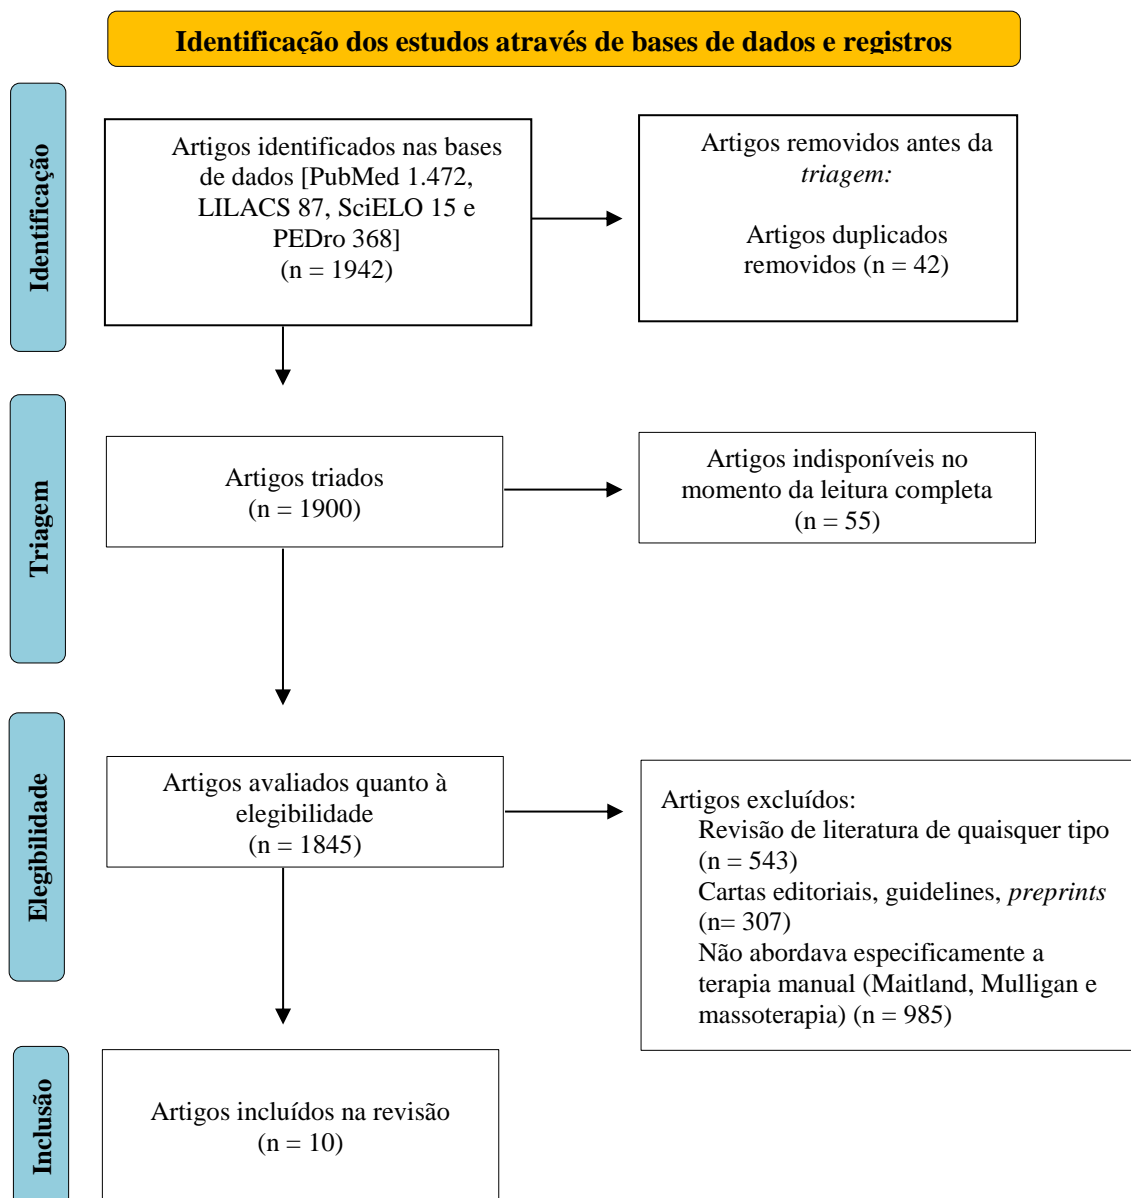 Identificação dos estudos através de bases de dados e registros
Identificação
Artigos identificados nas bases
de dados [PubMed 1.472,
LILACS 87, SciELO 15 e
PEDro 368]
(n = 1942)
Artigos removidos antes da
triagem:
Artigos duplicados
removidos (n = 42)
Triagem
Artigos triados
(n = 1900)
Artigos indisponíveis no
momento da leitura completa
(n = 55)
Elegibilidade
Artigos avaliados quanto à
elegibilidade
(n = 1845)
Artigos excluídos:
Revisão de literatura de quaisquer tipo
(n = 543)
Cartas editoriais, guidelines, preprints
(n= 307)
Não abordava especificamente a
terapia manual (Maitland, Mulligan e
massoterapia) (n = 985)
Inclusão
Artigos incluídos na revisão
(n = 10)